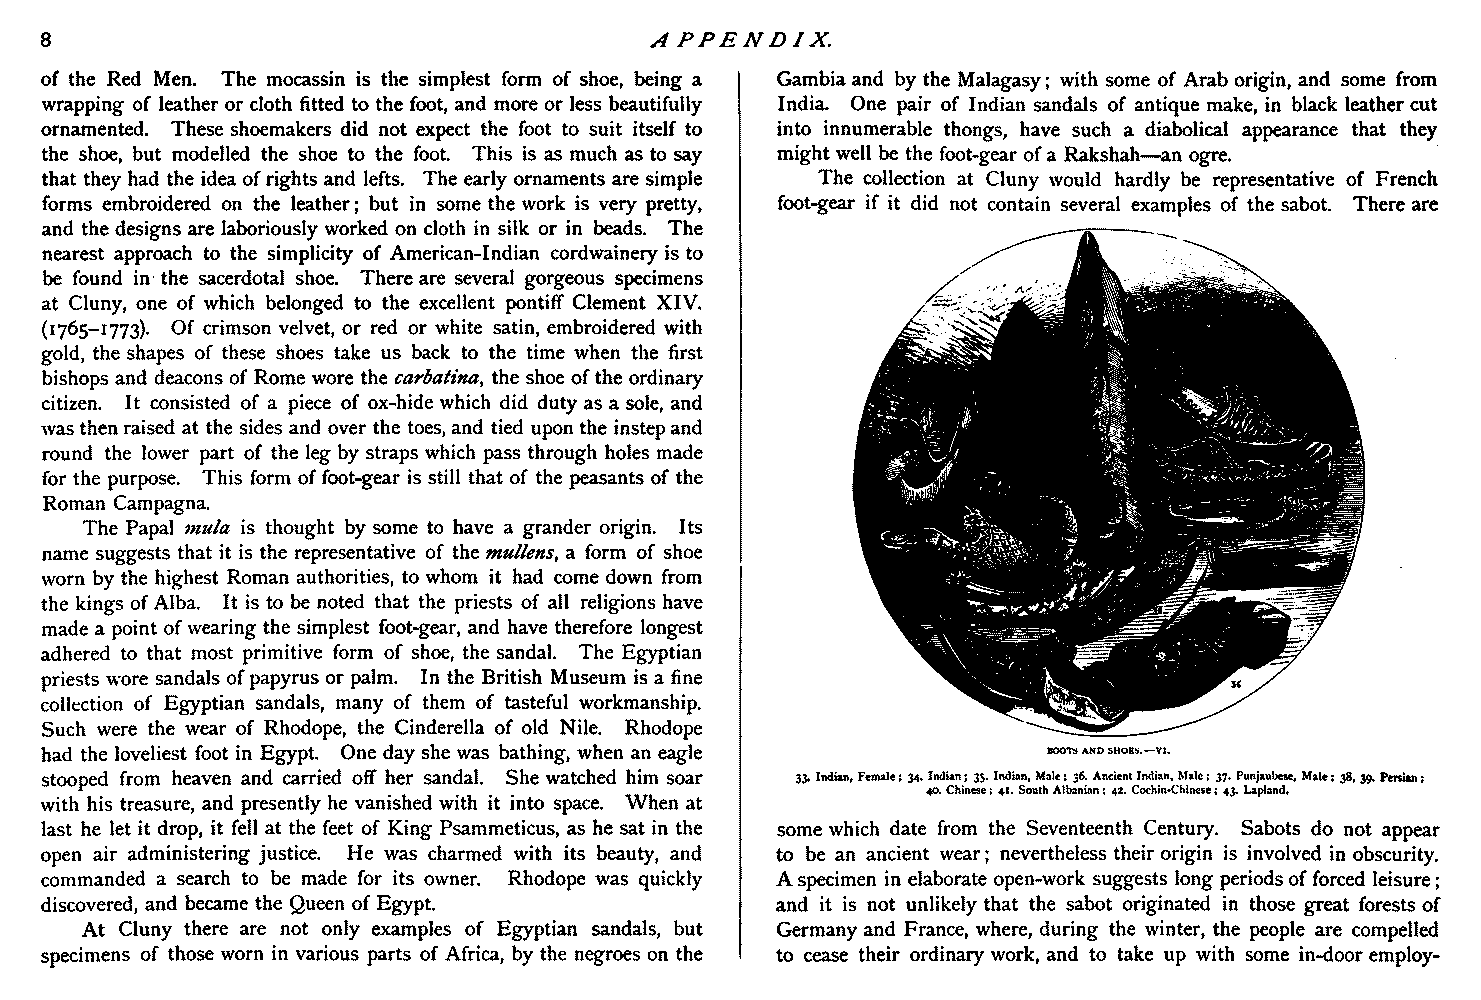 8
APPENDIX.
of the Red Men. The mocassin is the simplest form of shoe, being a
wrapping of leather or cloth fitted to the foot, and more or less beautifully
ornamented. These shoemakers did not expect the foot to suit itself to
the shoe, but modelled the shoe to the foot. This is as much as to say
that they had the idea of rights and lefts. The early ornaments are simple
forms embroidered on the leather; but in some the work is very pretty,
and the designs are laboriously worked on cloth in silk or in beads. The
nearest approach to the simplicity of American-Indian cordwainery is to
be found in the sacerdotal shoe. There are several gorgeous specimens
at Cluny, one of which belonged to the excellent pontiff Clement XIV.
(1765–1773). Of crimson velvet, or red or white satin, embroidered with
gold, the shapes of these shoes take us back to the time when the first
bishops and deacons of Rome wore the carbatina, the shoe of the ordinary
citizen. It consisted of a piece of ox-hide which did duty as a sole, and
was then raised at the sides and over the toes, and tied upon the instep and
round the lower part of the leg by straps which pass through holes made
for the purpose. This form of foot-gear is still that of the peasants of the
Roman Campagna.
The Papal mula is thought by some to have a grander origin. Its
name suggests that it is the representative of the mullens, a form of shoe
worn by the highest Roman authorities, to whom it had come down from
the kings of Alba. It is to be noted that the priests of all religions have
made a point of wearing the simplest foot-gear, and have therefore longest
adhered to that most primitive form of shoe, the sandal. The Egyptian
priests wore sandals of papyrus or palm. In the British Museum is a fine
collection of Egyptian sandals, many of them of tasteful workmanship.
Such were the wear of Rhodope, the Cinderella of old Nile. Rhodope
had the loveliest foot in Egypt. One day she was bathing, when an eagle
stooped from heaven and carried off her sandal. She watched him soar
with his treasure, and presently he vanished with it into space. When at
last he let it drop, it fell at the feet of King Psammeticus, as he sat in the
open air administering justice. He was charmed with its beauty, and
commanded a search to be made for its owner. Rhodope was quickly
discovered, and became the Queen of Egypt.
At Cluny there are not only examples of Egyptian sandals, but
specimens of those worn in various parts of Africa, by the negroes on the
Gambia and by the Malagasy; with some of Arab origin, and some from
India. One pair of Indian sandals of antique make, in black leather cut
into innumerable thongs, have such a diabolical appearance that they
might well be the foot-gear of a Rakshah—an ogre.
The collection at Cluny would hardly be representative of French
foot-gear if it did not contain several examples of the sabot. There are
36
BOOTS AND SHOES.—VI.
33. Indian, Female; 34. Indian; 35. Indian, Male; 36. Ancient Indian, Male; 37. Punjaubese, Male; 38, 39. Persian;
40. Chinese; 41. South Albanian; 42. Cochin-Chinese; 43. Lapland.
some which date from the Seventeenth Century. Sabots do not appear
to be an ancient wear; nevertheless their origin is involved in obscurity.
A specimen in elaborate open-work suggests long periods of forced leisure;
and it is not unlikely that the sabot originated in those great forests of
Germany and France, where, during the winter, the people are compelled
to cease their ordinary work, and to take up with some in-door employ-